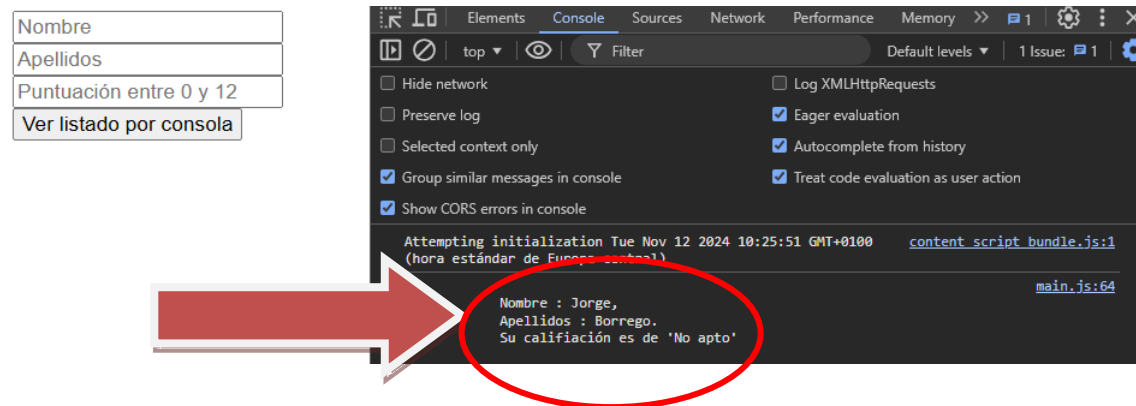 Nombre
Apellidos
Puntuación entre 0 y 12
Ver listado por consola
Elements Console Sources Network Performance Memory 1
top Filter Default levels 1 Issue: 1
Hide network Log XMLHttpRequests
Preserve log Eager evaluation
Selected context only Autocomplete from history
Group similar messages in console Treat code evaluation as user action
Show CORS errors in console
Attempting initialization Tue Nov 12 2024 10:25:51 GMT+0100 content script bundle.js:1
(hora estándar de Europa central)
main.js:64
Nombre : Jorge,
Apellidos : Borrego.
Su califiación es de 'No apto'